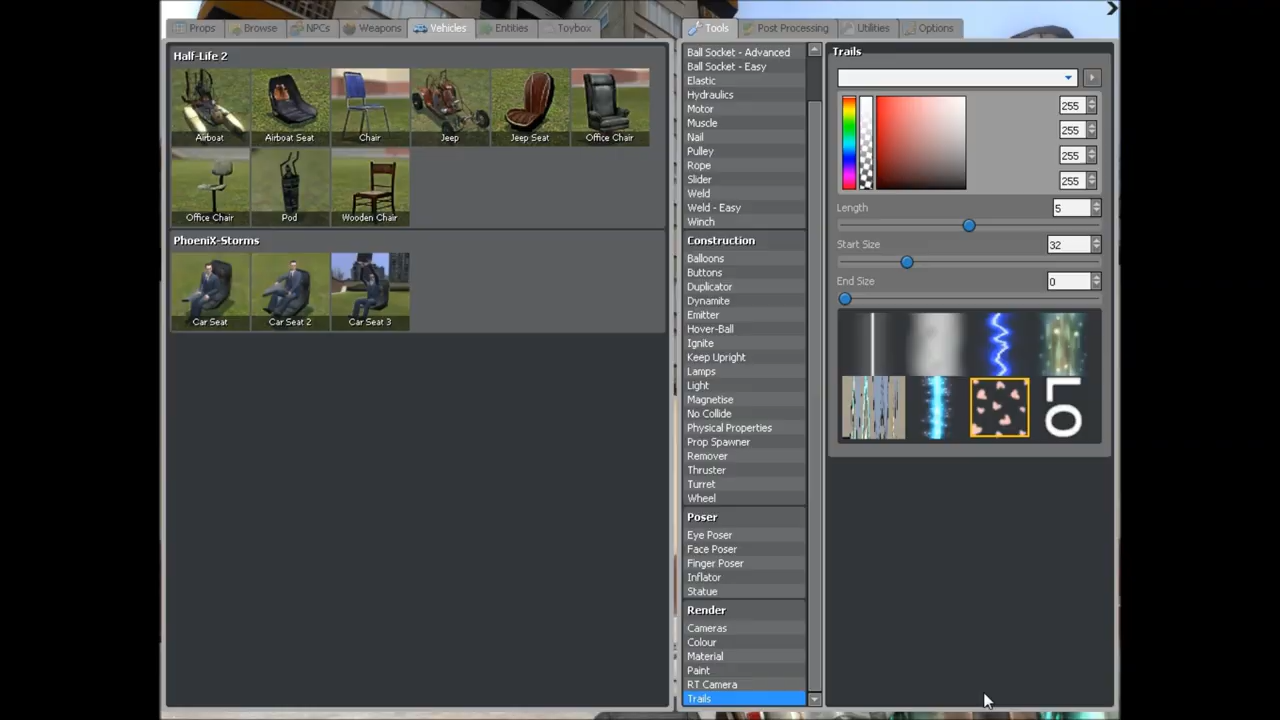 Props
Browse
NPCs
Weapons
Vehicles
Entities
Toybox
Half-Life 2
Airboat
Airboat Seat
Chair
Jeep
Jeep Seat
Office Chair
Office Chair
Pod
Wooden Chair
PhoeniX-Storms
Car Seat
Car Seat 2
Car Seat 3
Tools
Post Processing
Utilities
Options
Ball Socket - Advanced
Ball Socket - Easy
Elastic
Hydraulics
Motor
Muscle
Nail
Pulley
Rope
Slider
Weld
Weld - Easy
Winch
Construction
Balloons
Buttons
Duplicator
Dynamite
Emitter
Hover-Ball
Ignite
Keep Upright
Lamps
Light
Magnetise
No Collide
Physical Properties
Prop Spawner
Remover
Thruster
Turret
Wheel
Poser
Eye Poser
Face Poser
Finger Poser
Inflator
Statue
Render
Cameras
Colour
Material
Paint
RT Camera
Trails
Trails
255
255
255
255
Length
5
Start Size
32
End Size
0
LO